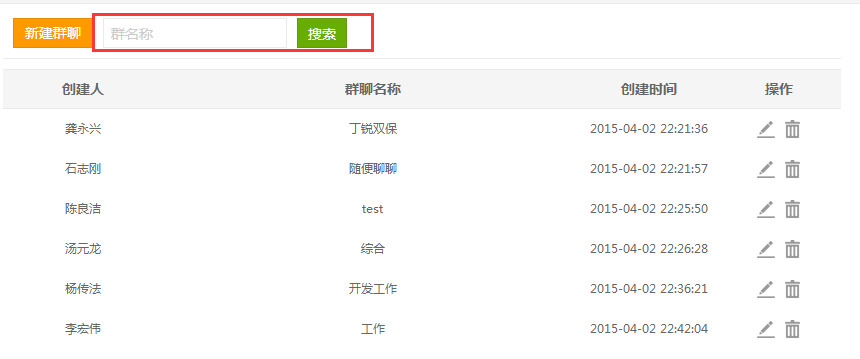 新建群聊 群名称 搜索
创建人 群聊名称 创建时间 操作
龚永兴 丁锐双保 2015-04-02 22:21:36
石志刚 随便聊聊 2015-04-02 22:21:57
陈良洁 test 2015-04-02 22:25:50
汤元龙 综合 2015-04-02 22:26:28
杨传法 开发工作 2015-04-02 22:36:21
李宏伟 工作 2015-04-02 22:42:04